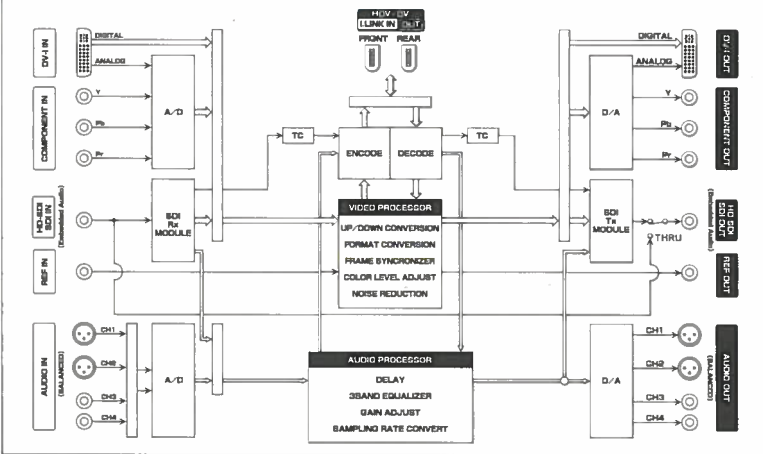 HDV · DV
I.LINK IN OUT
FRONT REAR
DV-I IN
DIGITAL
ANALOG
COMPONENT IN
Y
Pb
Pr
A/D
TC
ENCODE
DECODE
TC
DIGITAL
ANALOG
DV-I OUT
D/A
Y
Pb
Pr
COMPONENT OUT
HD-SDI
SDI IN
(Embedded Audio)
SDI
Rx
MODULE
VIDEO PROCESSOR
UP/DOWN CONVERSION
FORMAT CONVERSION
FRAME SYNCRONIZER
COLOR LEVEL ADJUST
NOISE REDUCTION
SDI
Tx
MODULE
THRU
HD SDI
SDI OUT
(Embedded Audio)
REF IN
REF OUT
AUDIO IN
(BALANCED)
CH1
CH2
CH3
CH4
A/D
AUDIO PROCESSOR
DELAY
3BAND EQUALIZER
GAIN ADJUST
SAMPLING RATE CONVERT
D/A
CH1
CH2
CH3
CH4
AUDIO OUT
(BALANCED)